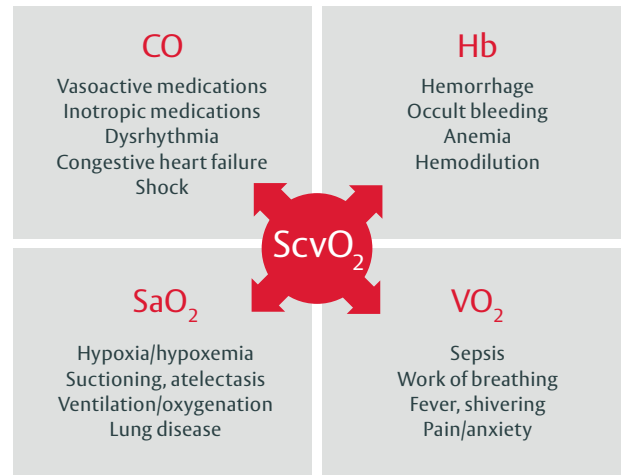 CO
Vasoactive medications
Inotropic medications
Dysrhythmia
Congestive heart failure
Shock
Hb
Hemorrhage
Occult bleeding
Anemia
Hemodilution
ScvO₂
SaO₂
Hypoxia/hypoxemia
Suctioning, atelectasis
Ventilation/oxygenation
Lung disease
VO₂
Sepsis
Work of breathing
Fever, shivering
Pain/anxiety